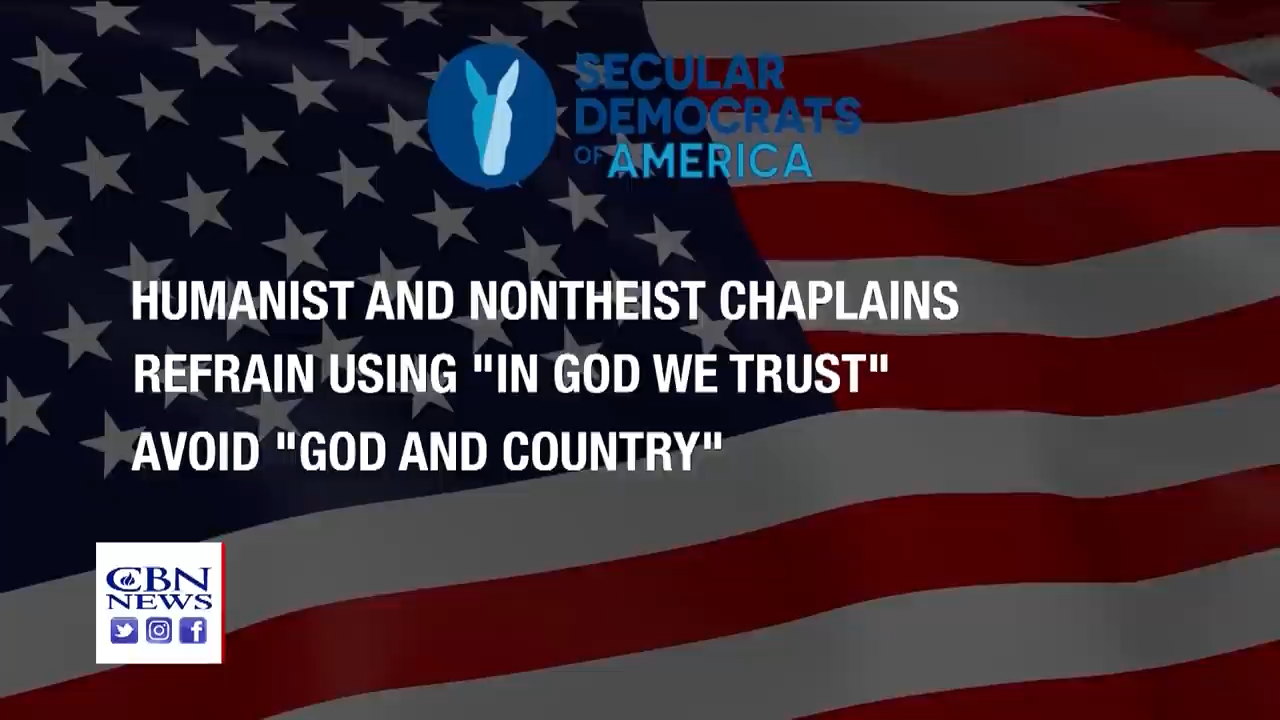 SECULAR
DEMOCRATS
OF AMERICA
HUMANIST AND NONTHEIST CHAPLAINS
REFRAIN USING "IN GOD WE TRUST"
AVOID "GOD AND COUNTRY"
CBN
NEWS